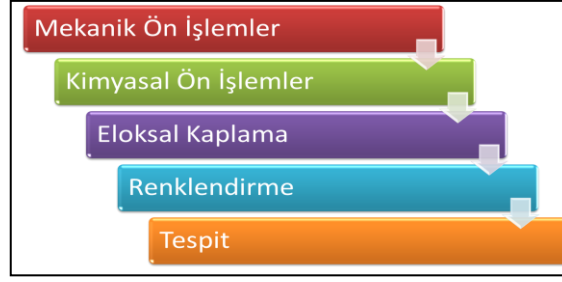 Mekanik Ön İşlemler
Kimyasal Ön İşlemler
Eloksal Kaplama
Renklendirme
Tespit